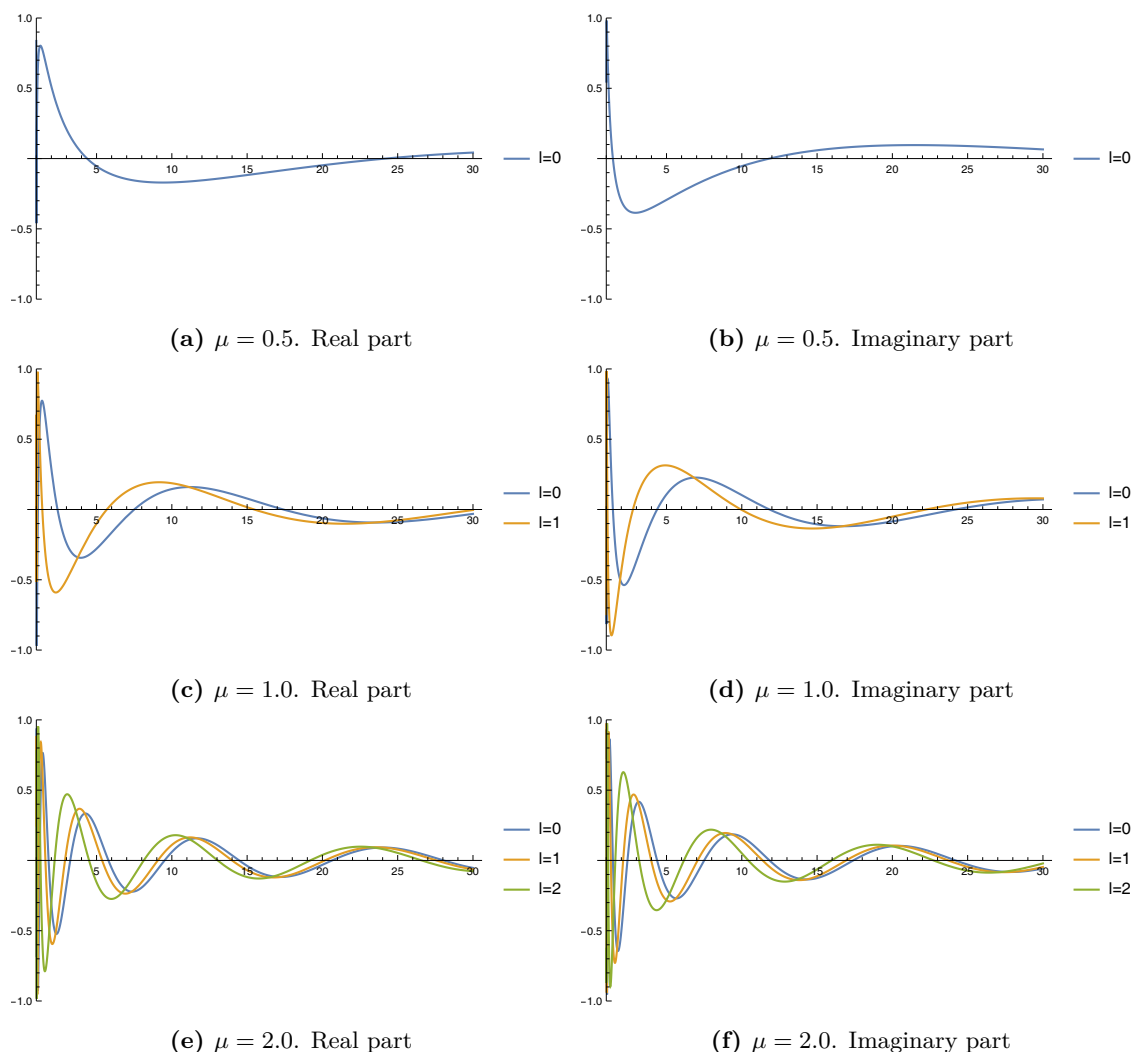 1.0
0.5
−0.5
−1.0
5 10 15 20 25 30
l=0
1.0
0.5
−0.5
−1.0
5 10 15 20 25 30
l=0
(a) μ = 0.5. Real part
(b) μ = 0.5. Imaginary part
1.0
0.5
−0.5
−1.0
5 10 15 20 25 30
l=0
l=1
1.0
0.5
−0.5
−1.0
5 10 15 20 25 30
l=0
l=1
(c) μ = 1.0. Real part
(d) μ = 1.0. Imaginary part
1.0
0.5
−0.5
−1.0
5 10 15 20 25 30
l=0
l=1
l=2
1.0
0.5
−0.5
−1.0
5 10 15 20 25 30
l=0
l=1
l=2
(e) μ = 2.0. Real part
(f) μ = 2.0. Imaginary part